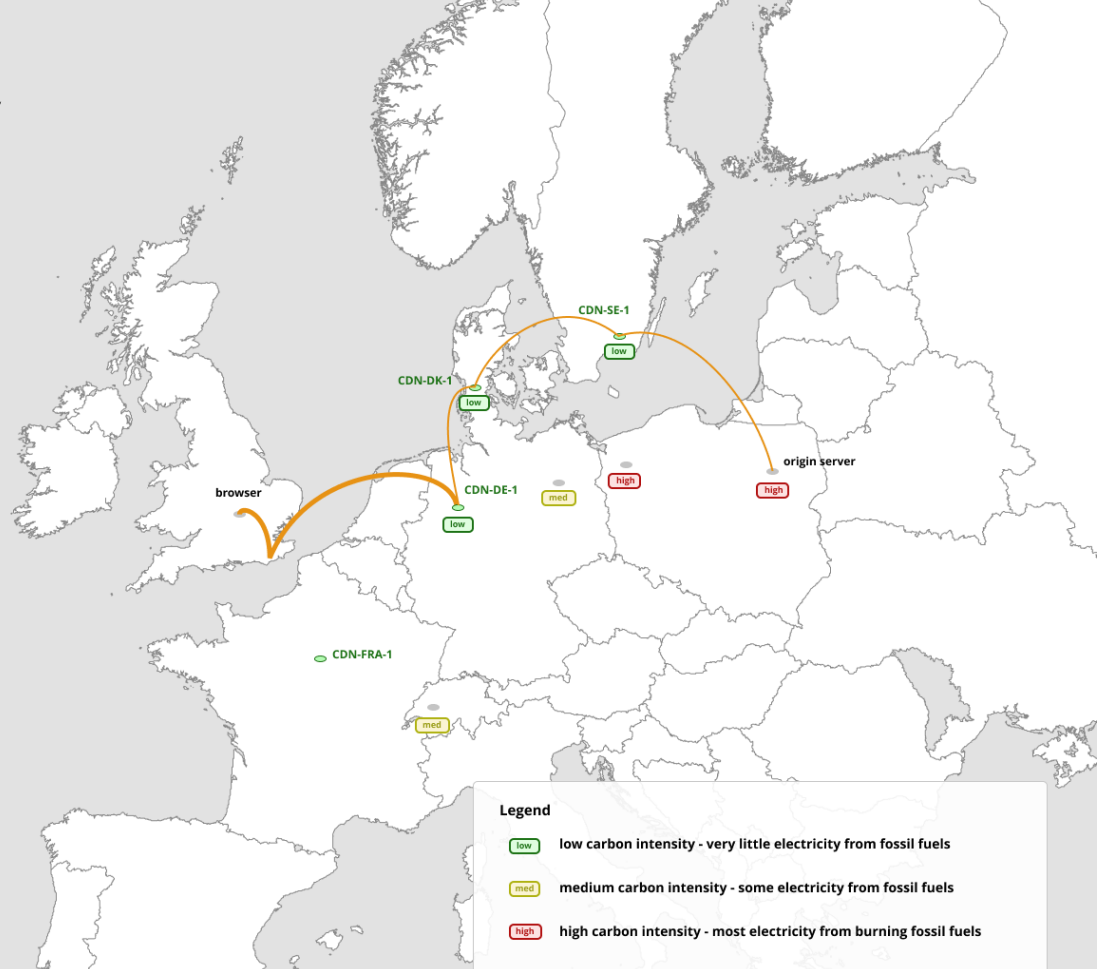 CDN-SE-1
low
CDN-DK-1
low
origin server
high
high
browser
CDN-DE-1
med
low
CDN-FRA-1
med
Legend
low low carbon intensity - very little electricity from fossil fuels
med medium carbon intensity - some electricity from fossil fuels
high high carbon intensity - most electricity from burning fossil fuels